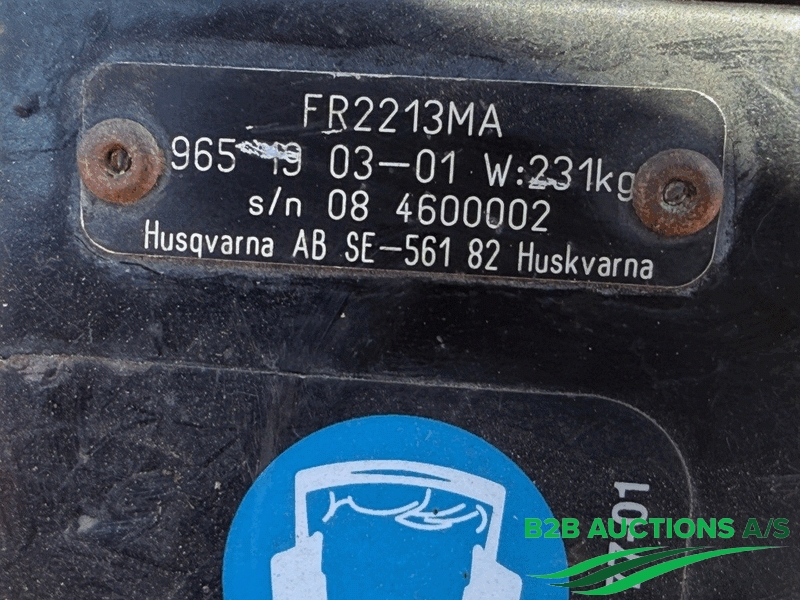 FR2213MA
965 19 03-01 W:231kg
s/n 08 4600002
Husqvarna AB SE-561 82 Huskvarna
B2B AUCTIONS A/S